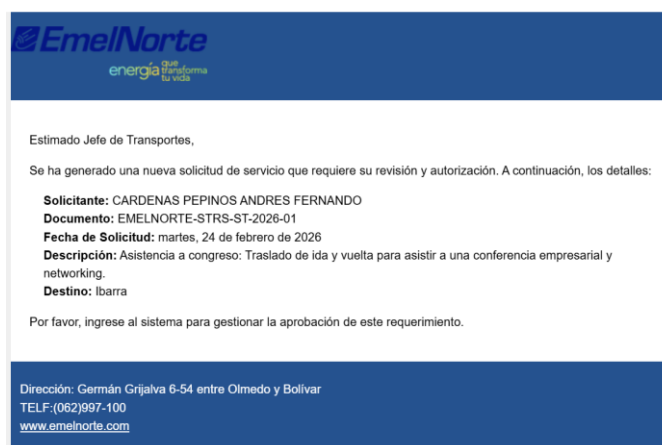 EmelNorte
energía que transforma tu vida
Estimado Jefe de Transportes,
Se ha generado una nueva solicitud de servicio que requiere su revisión y autorización. A continuación, los detalles:
Solicitante: CARDENAS PEPINOS ANDRES FERNANDO
Documento: EMELNORTE-STRS-ST-2026-01
Fecha de Solicitud: martes, 24 de febrero de 2026
Descripción: Asistencia a congreso: Traslado de ida y vuelta para asistir a una conferencia empresarial y
networking.
Destino: Ibarra
Por favor, ingrese al sistema para gestionar la aprobación de este requerimiento.
Dirección: Germán Grijalva 6-54 entre Olmedo y Bolívar
TELF:(062)997-100
www.emelnorte.com